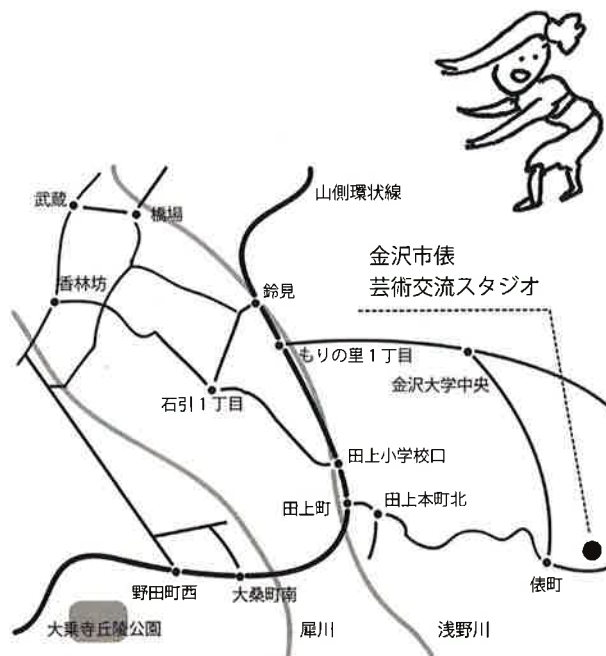 山側環状線
武蔵
橋場
金沢市俵
芸術交流スタジオ
香林坊
鈴見
もりの里1丁目
金沢大学中央
石引1丁目
田上小学校口
田上町
田上本町北
俵町
野田町西
大桑町南
大乗寺丘陵公園
犀川
浅野川